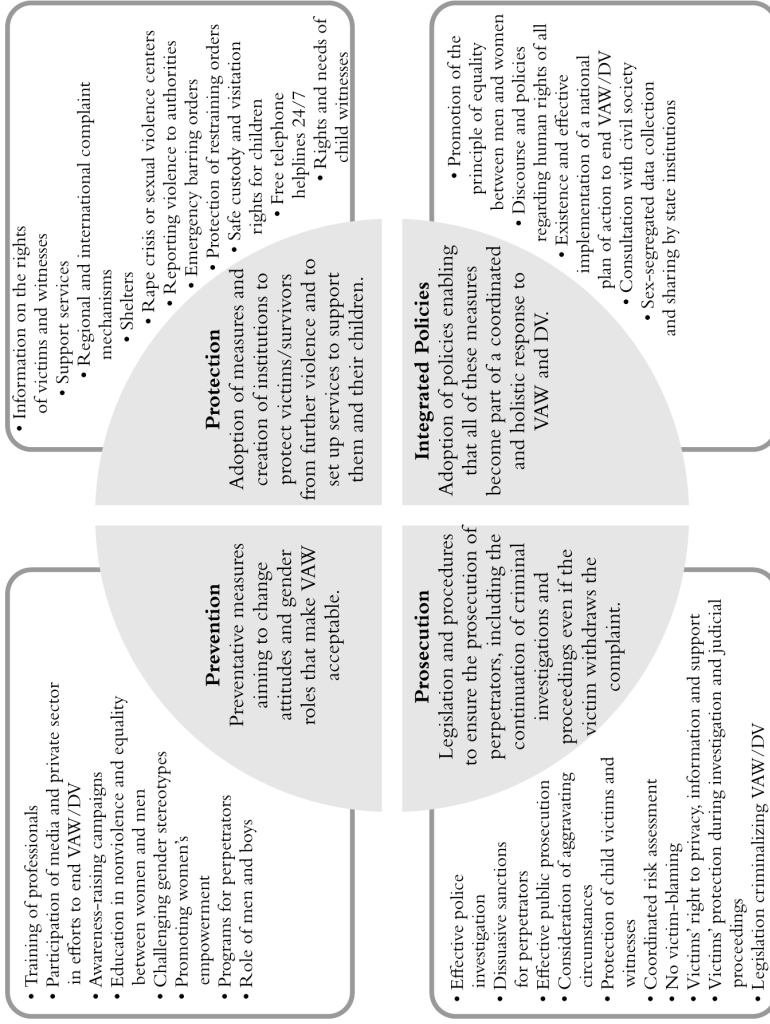 • Training of professionals
• Participation of media and private sector
in efforts to end VAW/DV
• Awareness-raising campaigns
• Education in nonviolence and equality
between women and men
• Challenging gender stereotypes
• Promoting women's
empowerment
• Programs for perpetrators
• Role of men and boys
Prevention
Preventative measures
aiming to change
attitudes and gender
roles that make VAW
acceptable.
• Information on the rights
of victims and witnesses
• Support services
• Regional and international complaint
mechanisms
• Shelters
• Rape crisis or sexual violence centers
• Reporting violence to authorities
• Emergency barring orders
• Protection of restraining orders
• Safe custody and visitation
rights for children
• Free telephone
helplines 24/7
• Rights and needs of
child witnesses
Protection
Adoption of measures and
creation of institutions to
protect victims/survivors
from further violence and to
set up services to support
them and their children.
Prosecution
Legislation and procedures
to ensure the prosecution of
perpetrators, including the
continuation of criminal
investigations and
proceedings even if the
victim withdraws the
complaint.
• Effective police
investigation
• Dissuasive sanctions
for perpetrators
• Effective public prosecution
• Consideration of aggravating
circumstances
• Protection of child victims and
witnesses
• Coordinated risk assessment
• No victim-blaming
• Victims' right to privacy, information and support
• Victims' protection during investigation and judicial
proceedings
• Legislation criminalizing VAW/DV
Integrated Policies
Adoption of policies enabling
that all of these measures
become part of a coordinated
and holistic response to
VAW and DV.
• Promotion of the
principle of equality
between men and women
• Discourse and policies
regarding human rights of all
• Existence and effective
implementation of a national
plan of action to end VAW/DV
• Consultation with civil society
• Sex-segregated data collection
and sharing by state institutions